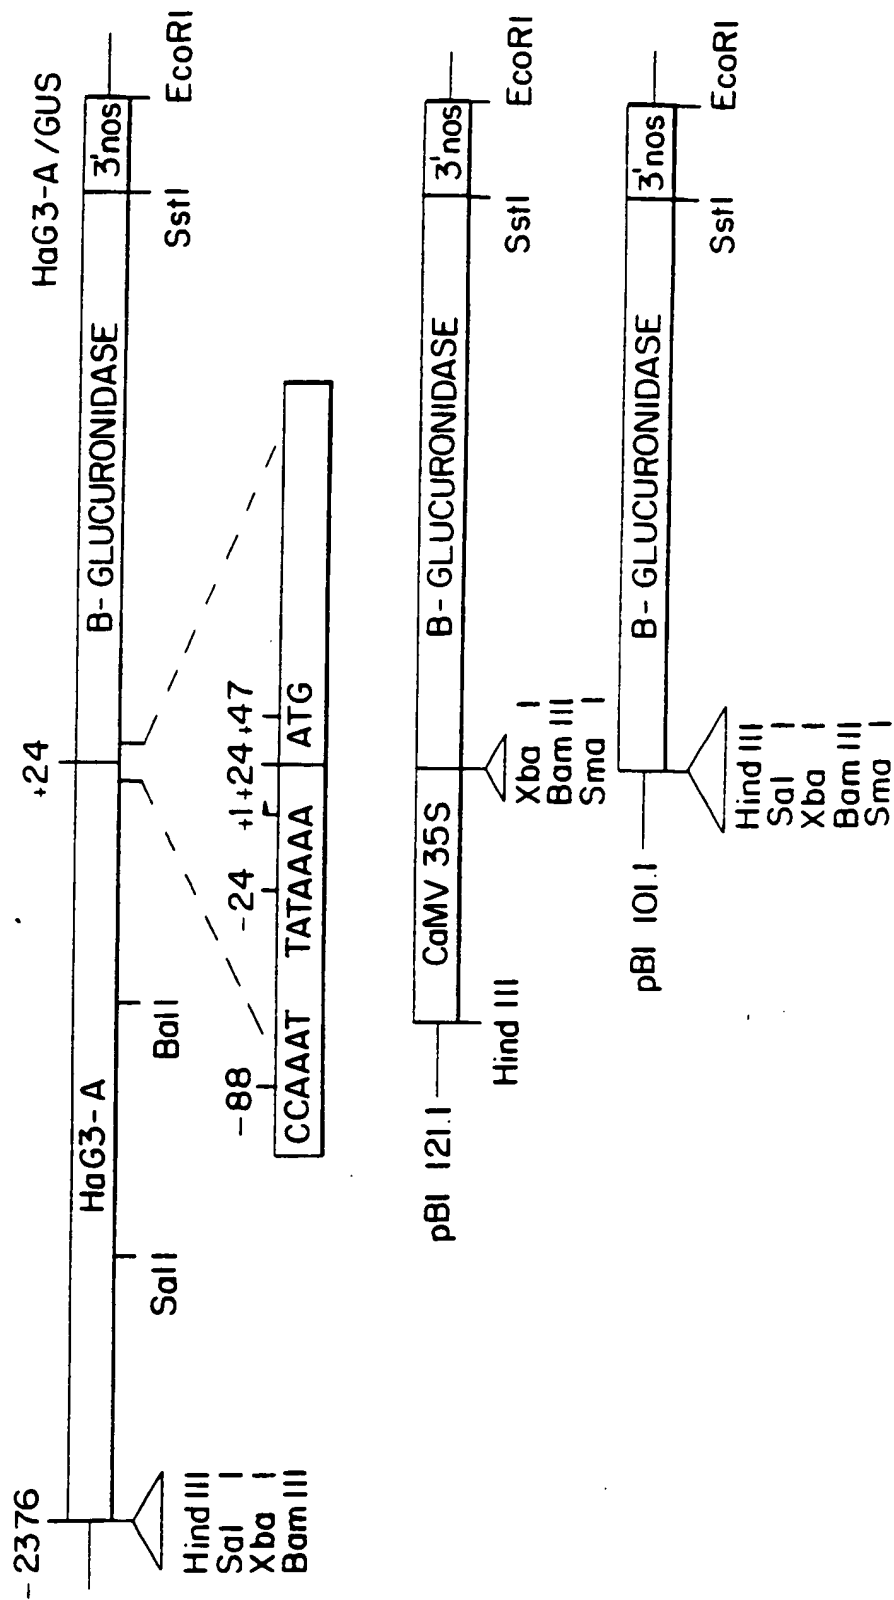 HaG3-A/GUS
-2376
+24
HaG3-A
B-GLUCURONIDASE
3'nos
Hind III
Sal I
Xba I
Bam III
Sal I
Bal I
SstI
EcoRI
-88
-24
+1
+24
+47
CCAAAT
TATAAAA
ATG
pBI 121.1
CaMV 35S
B-GLUCURONIDASE
3'nos
Hind III
Xba I
Bam III
Sma I
SstI
EcoRI
pBI 101.1
B-GLUCURONIDASE
3'nos
Hind III
Sal I
Xba I
Bam III
Sma I
SstI
EcoRI